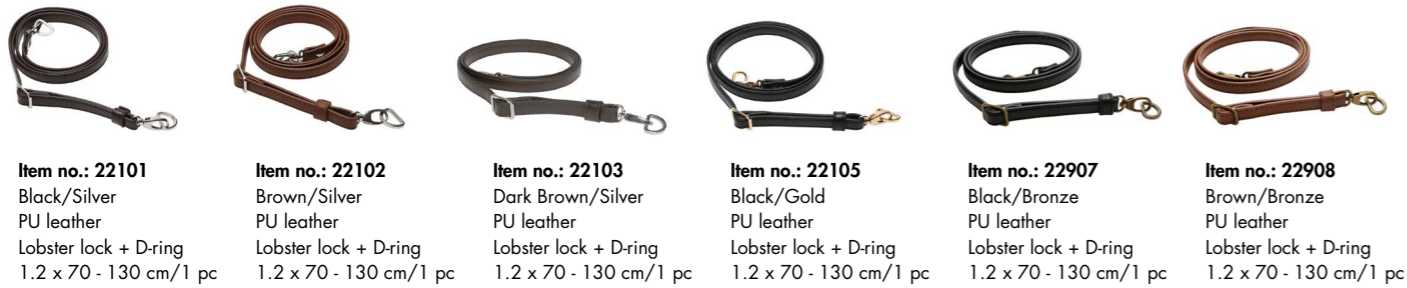 Item no.: 22101
Black/Silver
PU leather
Lobster lock + D-ring
1.2 x 70 - 130 cm/1 pc
Item no.: 22102
Brown/Silver
PU leather
Lobster lock + D-ring
1.2 x 70 - 130 cm/1 pc
Item no.: 22103
Dark Brown/Silver
PU leather
Lobster lock + D-ring
1.2 x 70 - 130 cm/1 pc
Item no.: 22105
Black/Gold
PU leather
Lobster lock + D-ring
1.2 x 70 - 130 cm/1 pc
Item no.: 22907
Black/Bronze
PU leather
Lobster lock + D-ring
1.2 x 70 - 130 cm/1 pc
Item no.: 22908
Brown/Bronze
PU leather
Lobster lock + D-ring
1.2 x 70 - 130 cm/1 pc